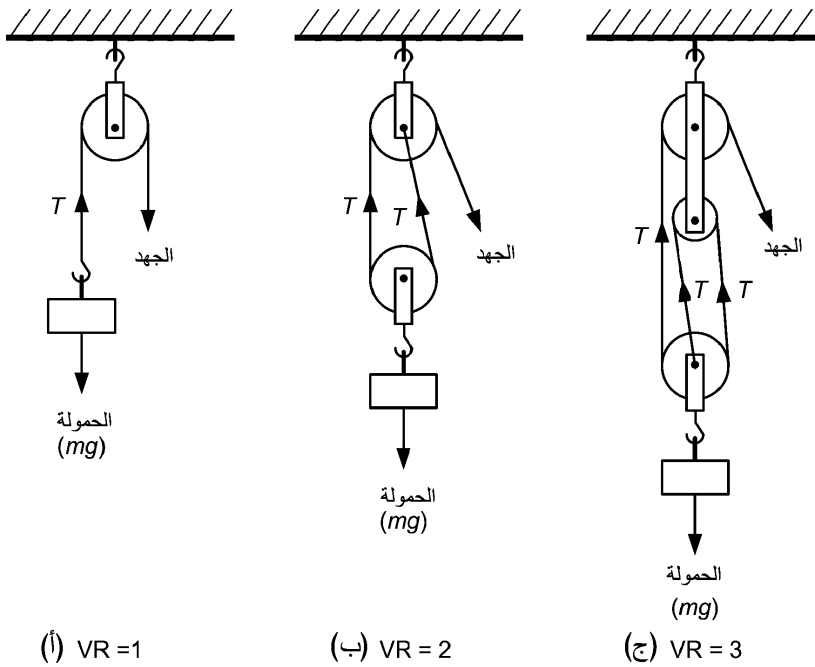 T
الجهد
الحمولة
(mg)
(أ) VR =1
T
T
الجهد
الحمولة
(mg)
(ب) VR = 2
T
T
T
الجهد
الحمولة
(mg)
(ج) VR = 3